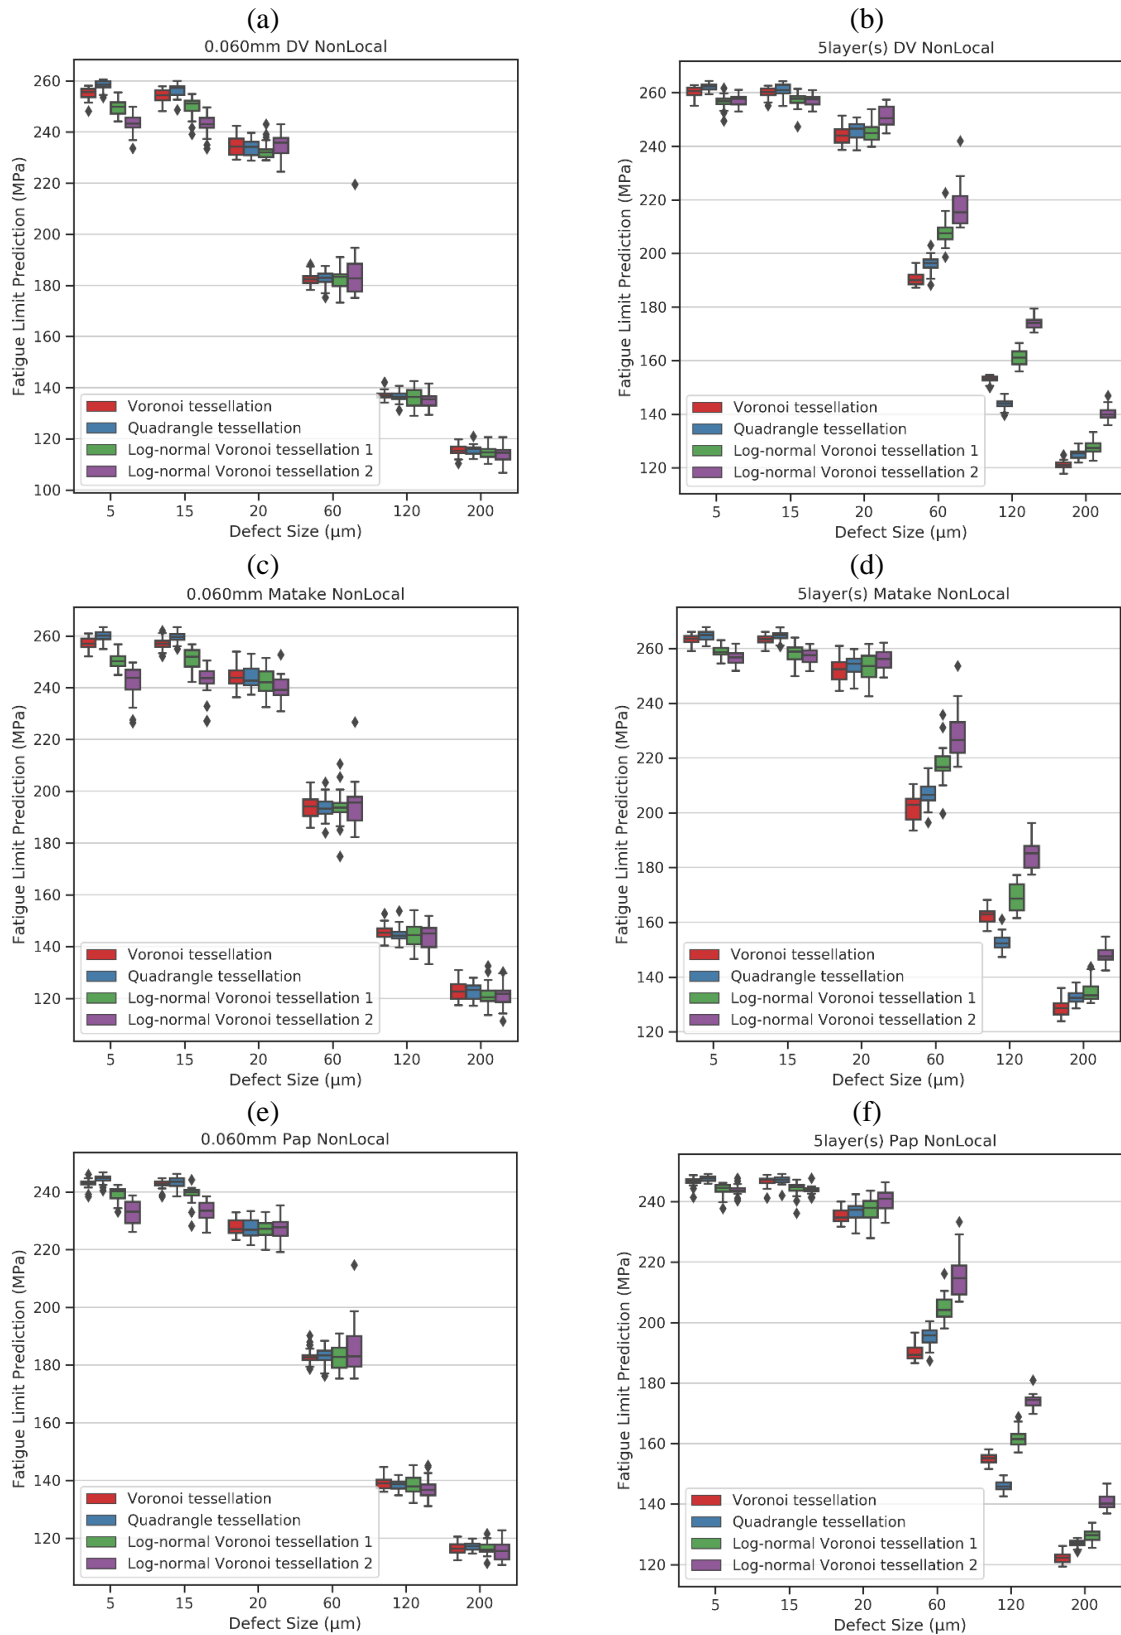 (a)
0.060mm DV NonLocal
Fatigue Limit Prediction (MPa)
260
240
220
200
180
160
140
120
100
Voronoi tessellation
Quadrangle tessellation
Log-normal Voronoi tessellation 1
Log-normal Voronoi tessellation 2
5 15 20 60 120 200
Defect Size (μm)
(b)
5layer(s) DV NonLocal
Fatigue Limit Prediction (MPa)
260
240
220
200
180
160
140
120
Voronoi tessellation
Quadrangle tessellation
Log-normal Voronoi tessellation 1
Log-normal Voronoi tessellation 2
5 15 20 60 120 200
Defect Size (μm)
(c)
0.060mm Matake NonLocal
Fatigue Limit Prediction (MPa)
260
240
220
200
180
160
140
120
Voronoi tessellation
Quadrangle tessellation
Log-normal Voronoi tessellation 1
Log-normal Voronoi tessellation 2
5 15 20 60 120 200
Defect Size (μm)
(d)
5layer(s) Matake NonLocal
Fatigue Limit Prediction (MPa)
260
240
220
200
180
160
140
120
Voronoi tessellation
Quadrangle tessellation
Log-normal Voronoi tessellation 1
Log-normal Voronoi tessellation 2
5 15 20 60 120 200
Defect Size (μm)
(e)
0.060mm Pap NonLocal
Fatigue Limit Prediction (MPa)
240
220
200
180
160
140
120
Voronoi tessellation
Quadrangle tessellation
Log-normal Voronoi tessellation 1
Log-normal Voronoi tessellation 2
5 15 20 60 120 200
Defect Size (μm)
(f)
5layer(s) Pap NonLocal
Fatigue Limit Prediction (MPa)
240
220
200
180
160
140
120
Voronoi tessellation
Quadrangle tessellation
Log-normal Voronoi tessellation 1
Log-normal Voronoi tessellation 2
5 15 20 60 120 200
Defect Size (μm)